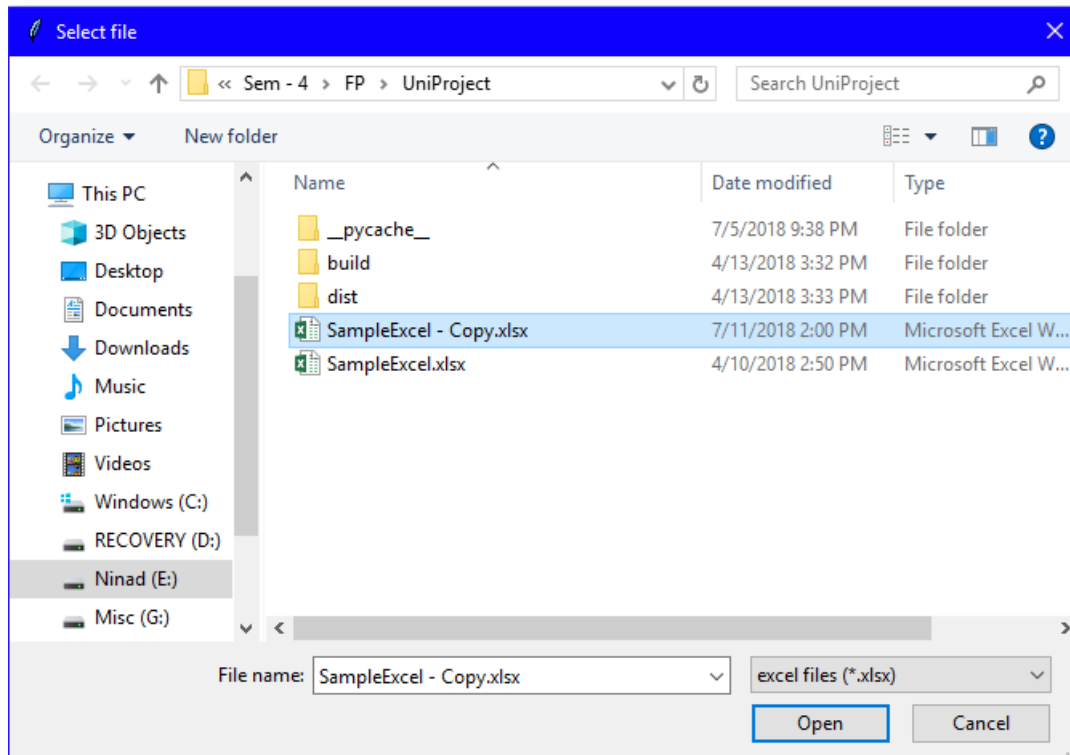 Select file
« Sem - 4 › FP › UniProject
Search UniProject
Organize
New folder
This PC
3D Objects
Desktop
Documents
Downloads
Music
Pictures
Videos
Windows (C:)
RECOVERY (D:)
Ninad (E:)
Misc (G:)
Name Date modified Type
__pycache__ 7/5/2018 9:38 PM File folder
build 4/13/2018 3:32 PM File folder
dist 4/13/2018 3:33 PM File folder
SampleExcel - Copy.xlsx 7/11/2018 2:00 PM Microsoft Excel W...
SampleExcel.xlsx 4/10/2018 2:50 PM Microsoft Excel W...
File name: SampleExcel - Copy.xlsx
excel files (*.xlsx)
Open
Cancel